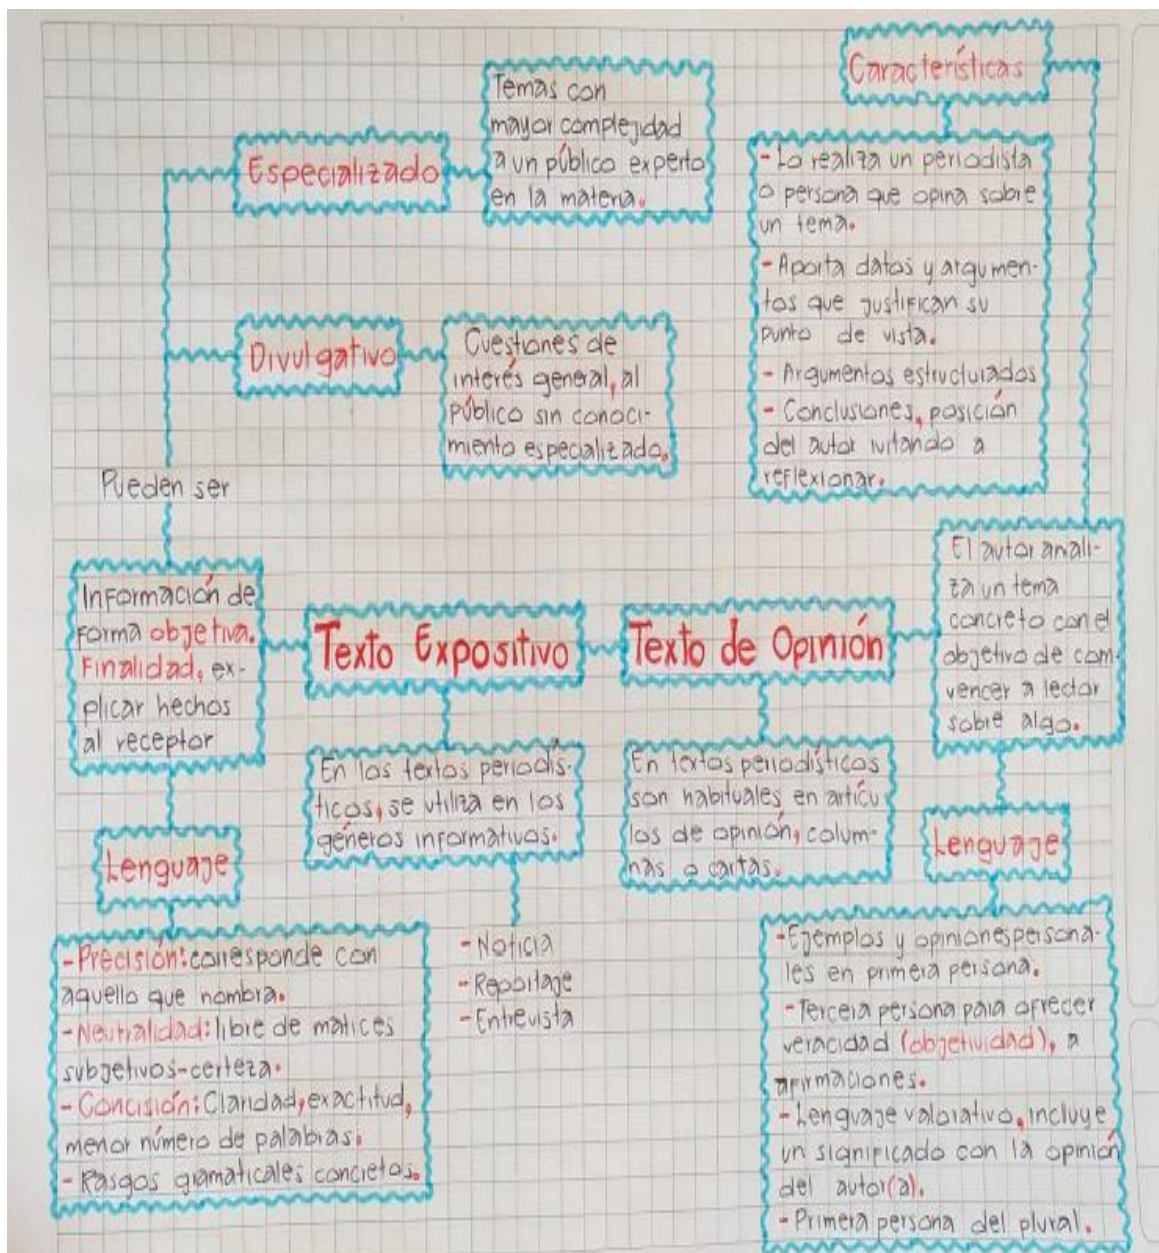 Características
Temas con
mayor complejidad
a un público experto
en la materia.
Especializado
- Lo realiza un periodista
o persona que opina sobre
un tema.
- Aporta datos y argumen-
tos que justifican su
punto de vista.
- Argumentos estructurados
- Conclusiones, posición
del autor ivitando a
reflexionar.
Divulgativo
Cuestiones de
interés general, al
público sin conoci-
miento especializado.
Pueden ser
Información de
forma objetiva.
Finalidad, ex-
plicar hechos
al receptor
Texto Expositivo
Texto de Opinión
El autor anali-
za un tema
concreto con el
objetivo de com-
vencer a lector
sobre algo.
En los textos periodís-
ticos, se utiliza en los
géneros informativos.
En textos periodísticos
son habituales en artícu
los de opinión, colum-
nas o cartas.
Lenguaje
Lenguaje
- Precisión: corresponde con
aquello que nombra.
- Neutralidad: libre de matices
subjetivos-certeza.
- Concisión: Claridad, exactitud,
menor número de palabras.
- Rasgos gramaticales concretos.
- Noticia
- Reportaje
- Entrevista
- Ejemplos y opiniones persona-
les en primera persona.
- Tercera persona para ofrecer
veracidad (objetividad), a
afirmaciones.
- Lenguaje valorativo, incluye
un significado con la opinión
del autor(a).
- Primera persona del plural.